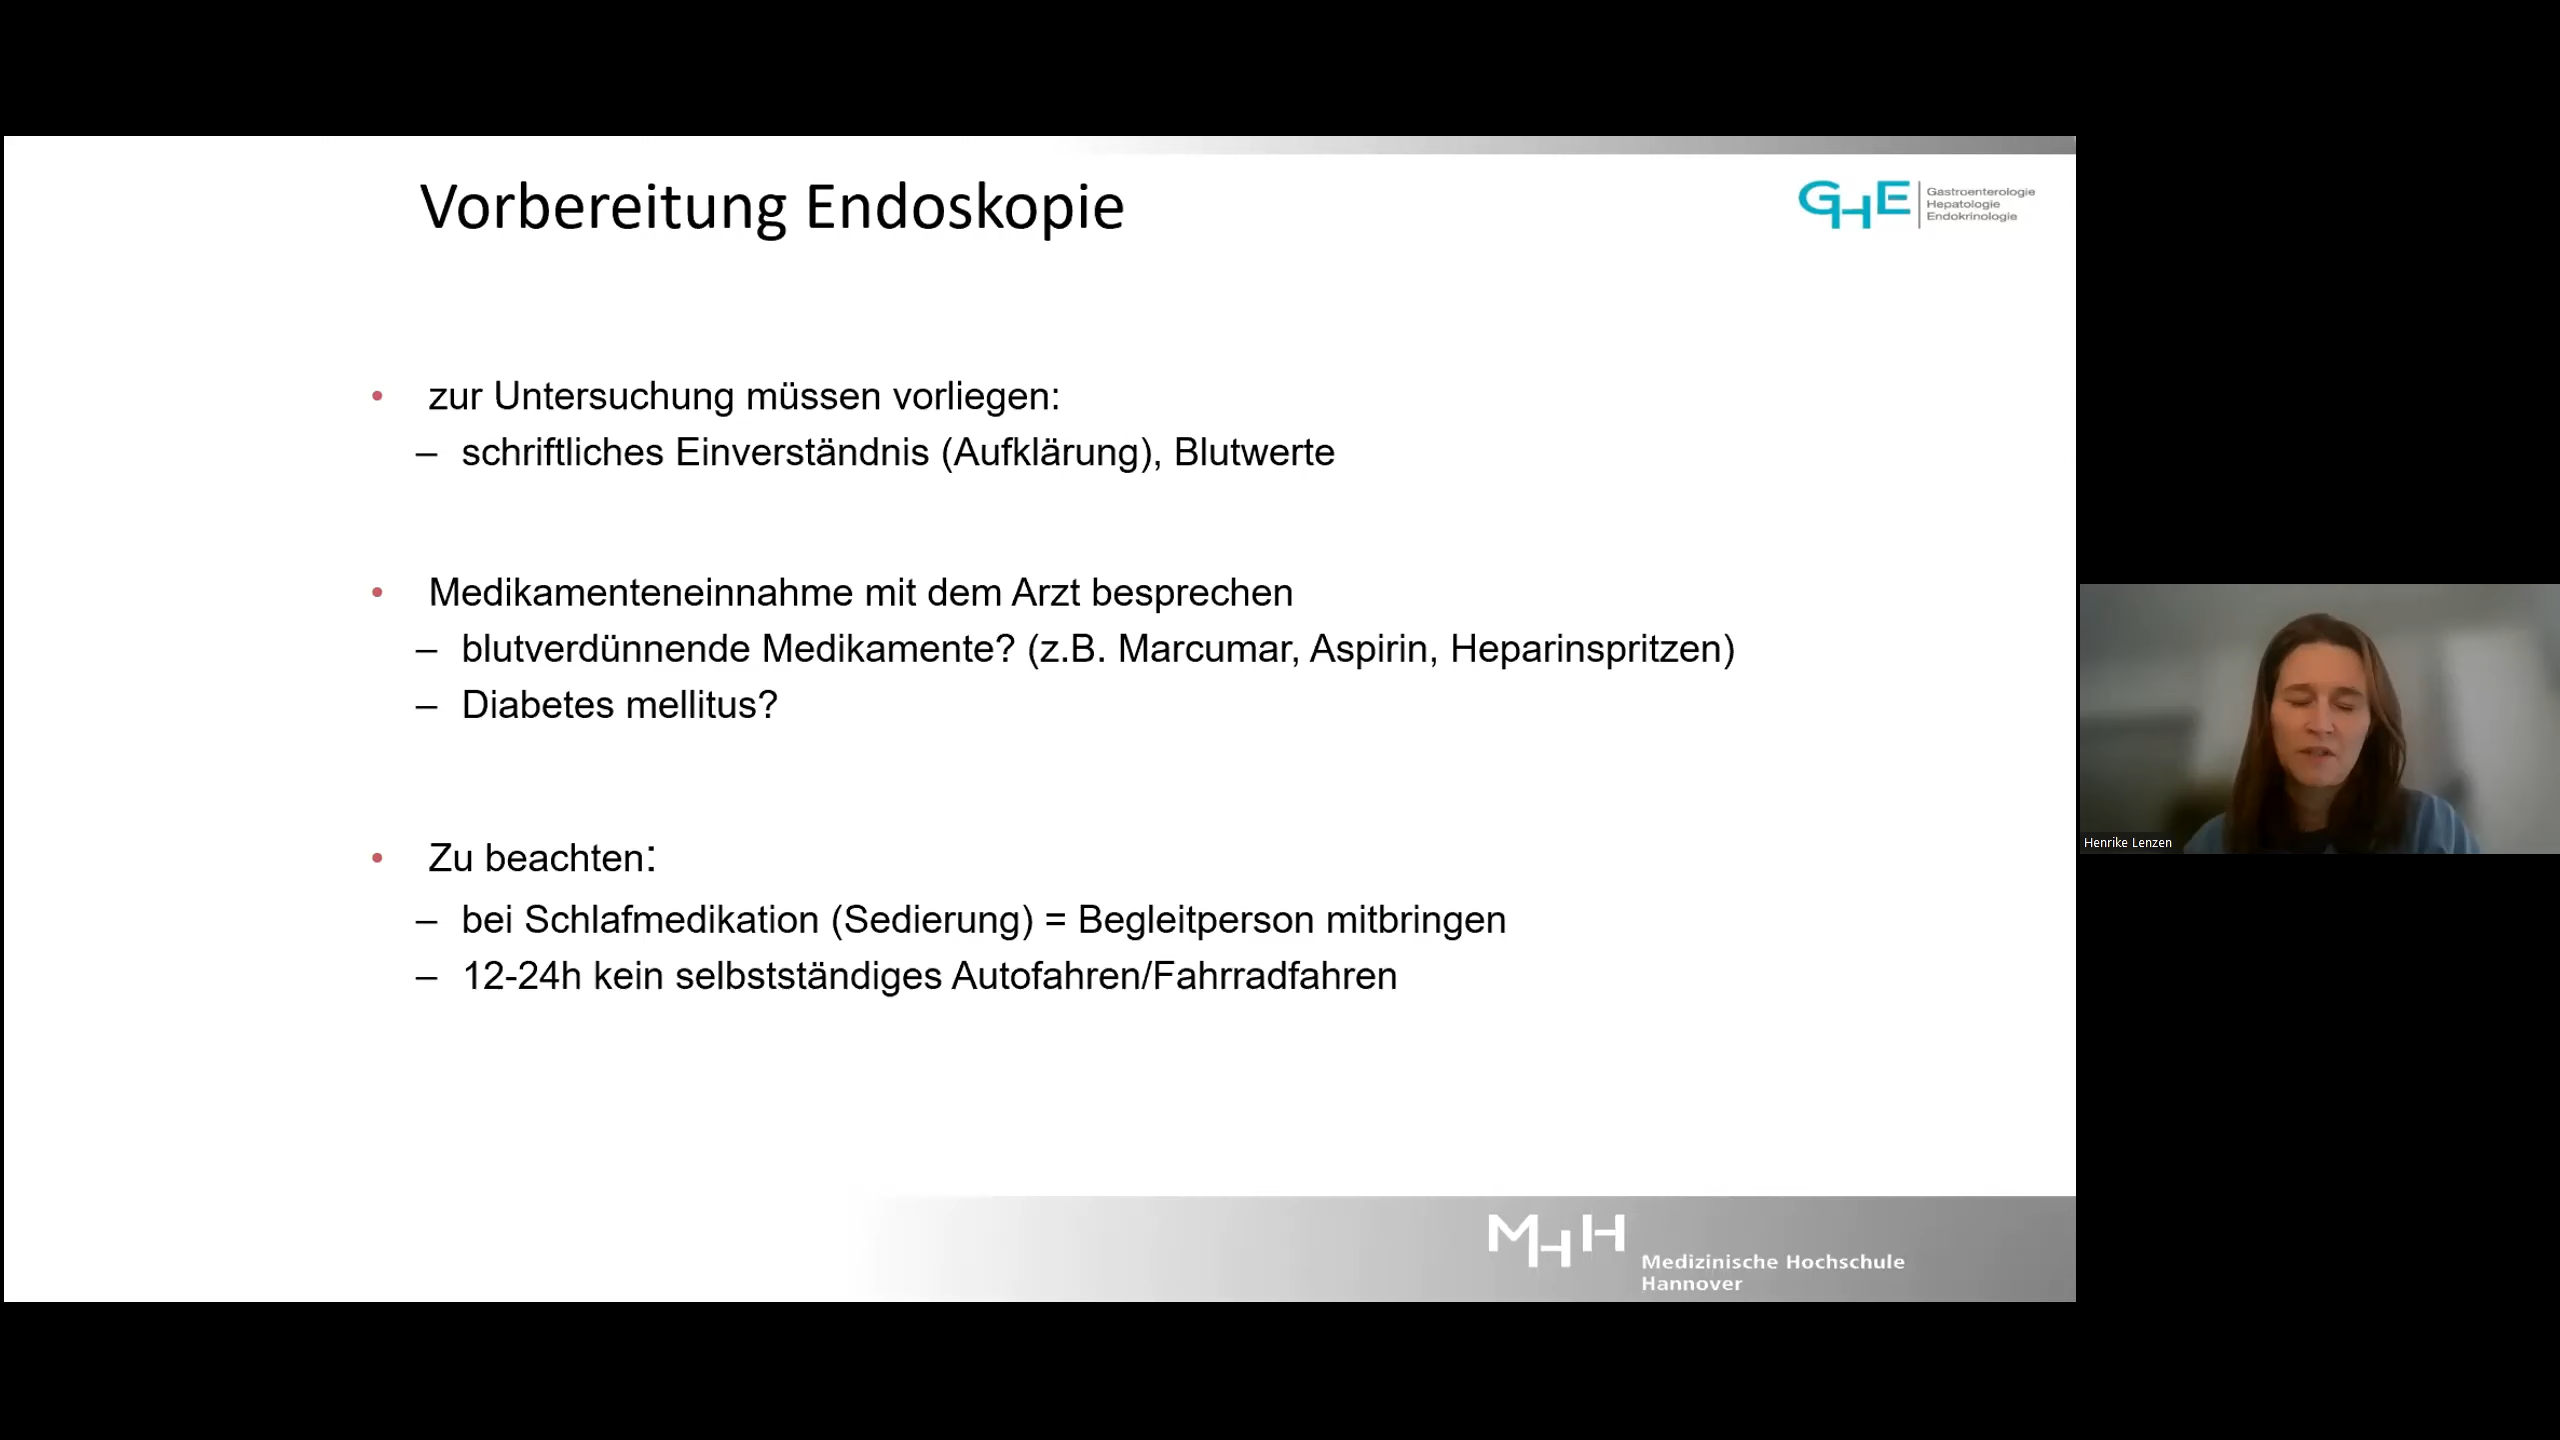 Vorbereitung Endoskopie
GHE
Gastroenterologie
Hepatologie
Endokrinologie
• zur Untersuchung müssen vorliegen:
– schriftliches Einverständnis (Aufklärung), Blutwerte
• Medikamenteneinnahme mit dem Arzt besprechen
– blutverdünnende Medikamente? (z.B. Marcumar, Aspirin, Heparinspritzen)
– Diabetes mellitus?
• Zu beachten:
– bei Schlafmedikation (Sedierung) = Begleitperson mitbringen
– 12-24h kein selbstständiges Autofahren/Fahrradfahren
Henrike Lenzen
MHH
Medizinische Hochschule
Hannover